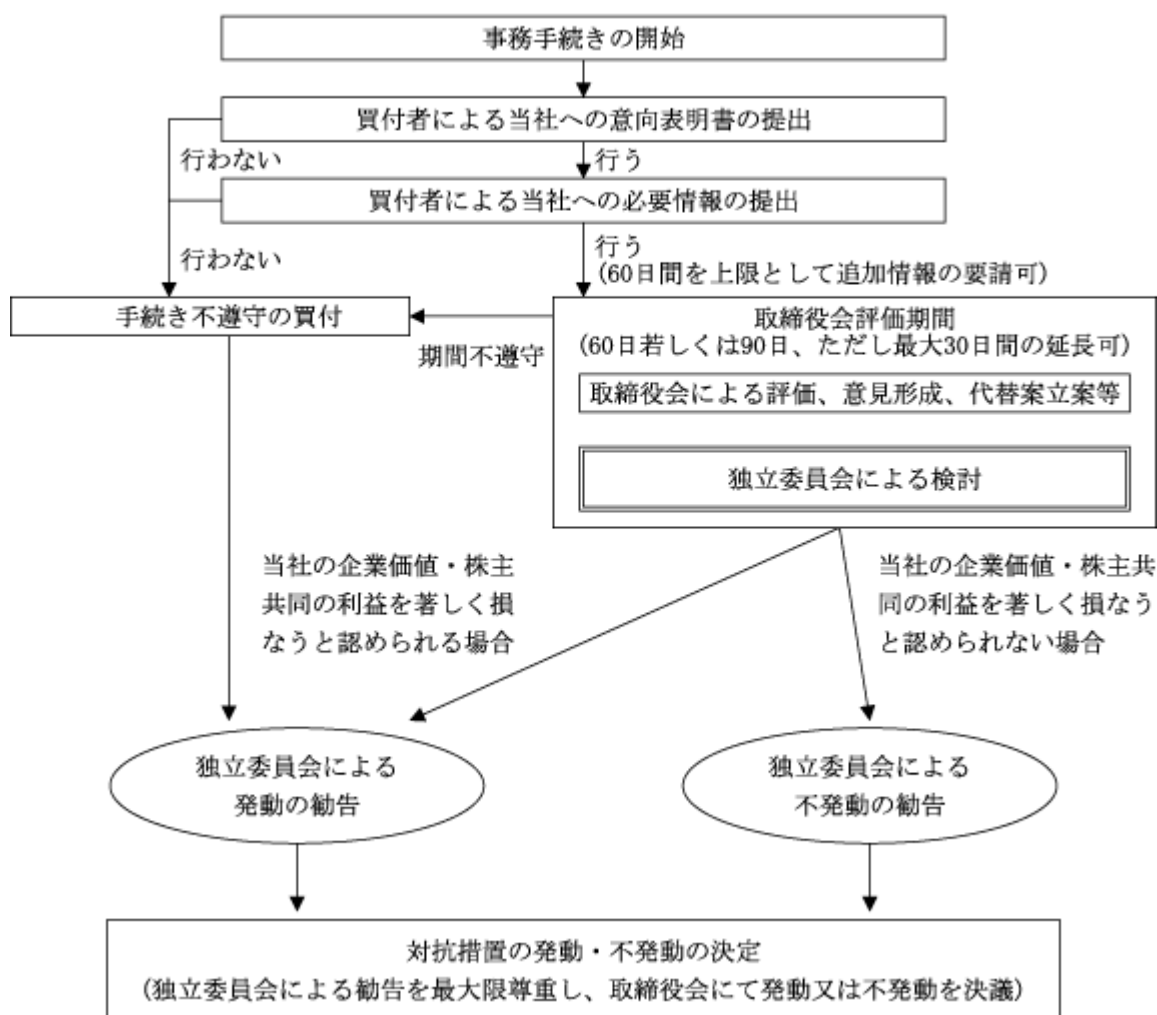 事務手続きの開始
買付者による当社への意向表明書の提出
行わない
行う
買付者による当社への必要情報の提出
行わない
行う
(60日間を上限として追加情報の要請可)
手続き不遵守の買付
期間不遵守
取締役会評価期間
(60日若しくは90日、ただし最大30日間の延長可)
取締役会による評価、意見形成、代替案立案等
独立委員会による検討
当社の企業価値・株主
共同の利益を著しく損
なうと認められる場合
当社の企業価値・株主共
同の利益を著しく損なう
と認められない場合
独立委員会による
発動の勧告
独立委員会による
不発動の勧告
対抗措置の発動・不発動の決定
(独立委員会による勧告を最大限尊重し、取締役会にて発動又は不発動を決議)